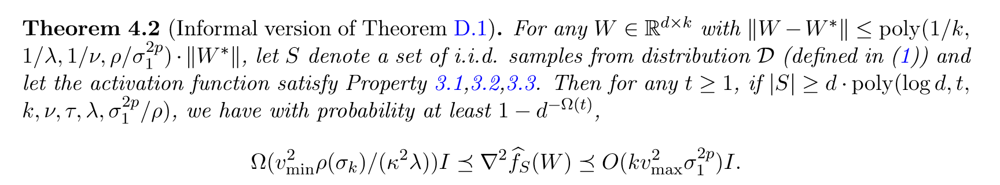 Theorem 4.2 (Informal version of Theorem D.1). For any $W \in \mathbb{R}^{d \times k}$ with $\|W - W^*\| \leq \mathrm{poly}(1/k,$
$1/\lambda, 1/\nu, \rho/\sigma_1^{2p}) \cdot \|W^*\|$, let $S$ denote a set of i.i.d. samples from distribution $\mathcal{D}$ (defined in (1)) and
let the activation function satisfy Property 3.1,3.2,3.3. Then for any $t \geq 1$, if $|S| \geq d \cdot \mathrm{poly}(\log d, t,$
$k, \nu, \tau, \lambda, \sigma_1^{2p}/\rho)$, we have with probability at least $1 - d^{-\Omega(t)}$,
$\Omega(v_{\min}^2 \rho(\sigma_k)/(\kappa^2 \lambda))I \preceq \nabla^2 \widehat{f}_S(W) \preceq O(k v_{\max}^2 \sigma_1^{2p})I.$